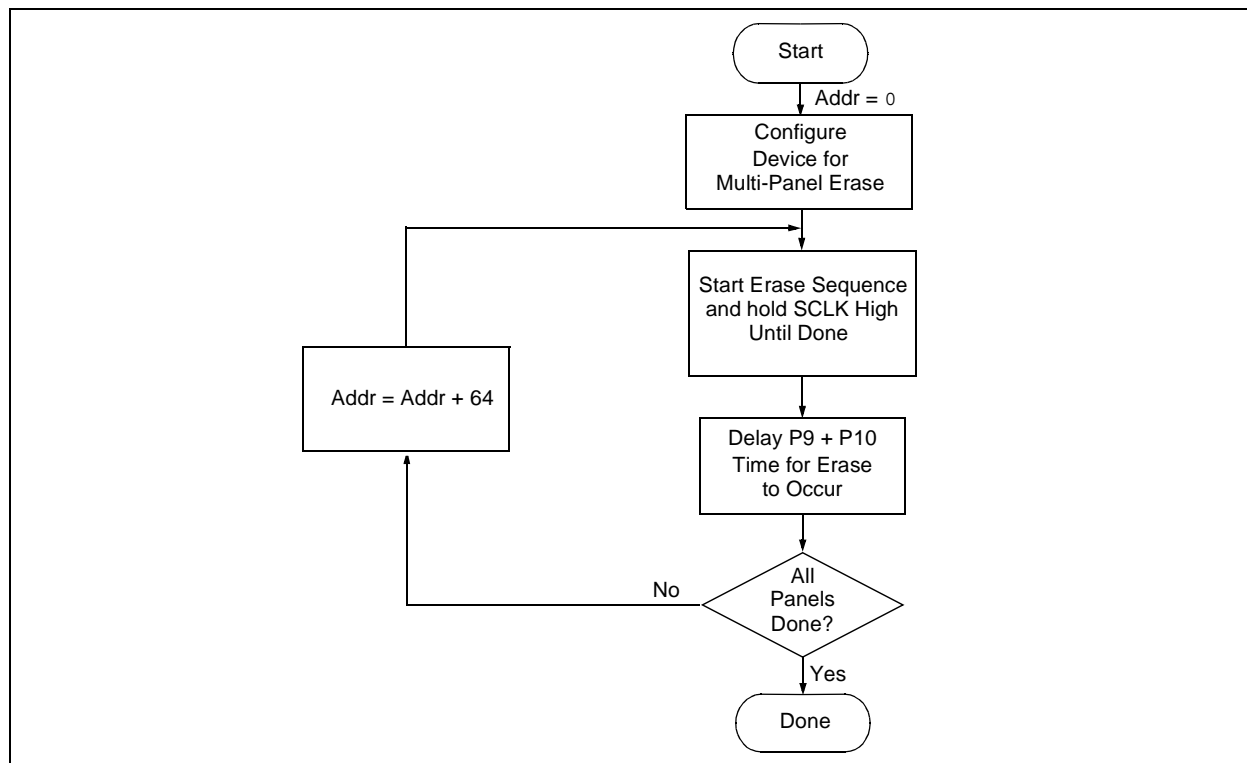 Start
Addr = 0
Configure
Device for
Multi-Panel Erase
Start Erase Sequence
and hold SCLK High
Until Done
Addr = Addr + 64
Delay P9 + P10
Time for Erase
to Occur
All
Panels
Done?
No
Yes
Done